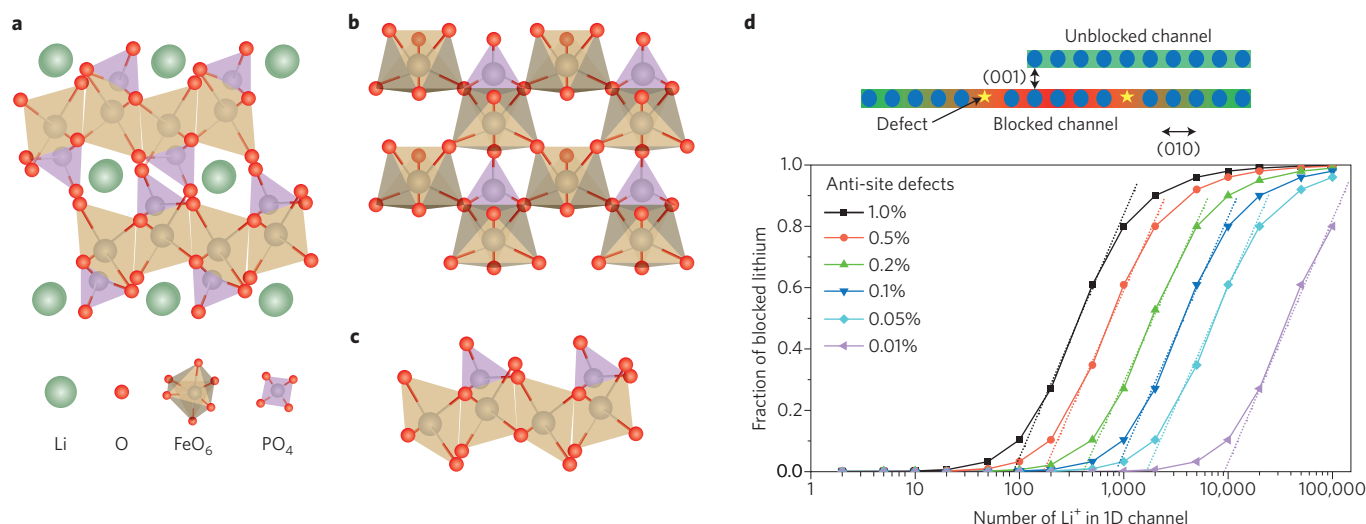 a
Li
O
FeO6
PO4
b
c
d
Unblocked channel
(001)
Defect
Blocked channel
(010)
Fraction of blocked lithium
1.0
0.8
0.6
0.4
0.2
0.0
Anti-site defects
1.0%
0.5%
0.2%
0.1%
0.05%
0.01%
1
10
100
1,000
10,000
100,000
Number of Li+ in 1D channel